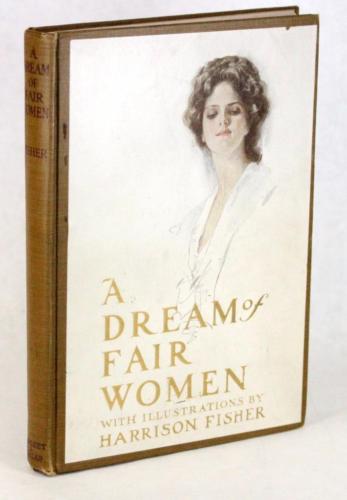 A
DREAM
OF
FAIR
WOMEN
FISHER
A
DREAM of
FAIR
WOMEN
WITH ILLUSTRATIONS BY
HARRISON FISHER